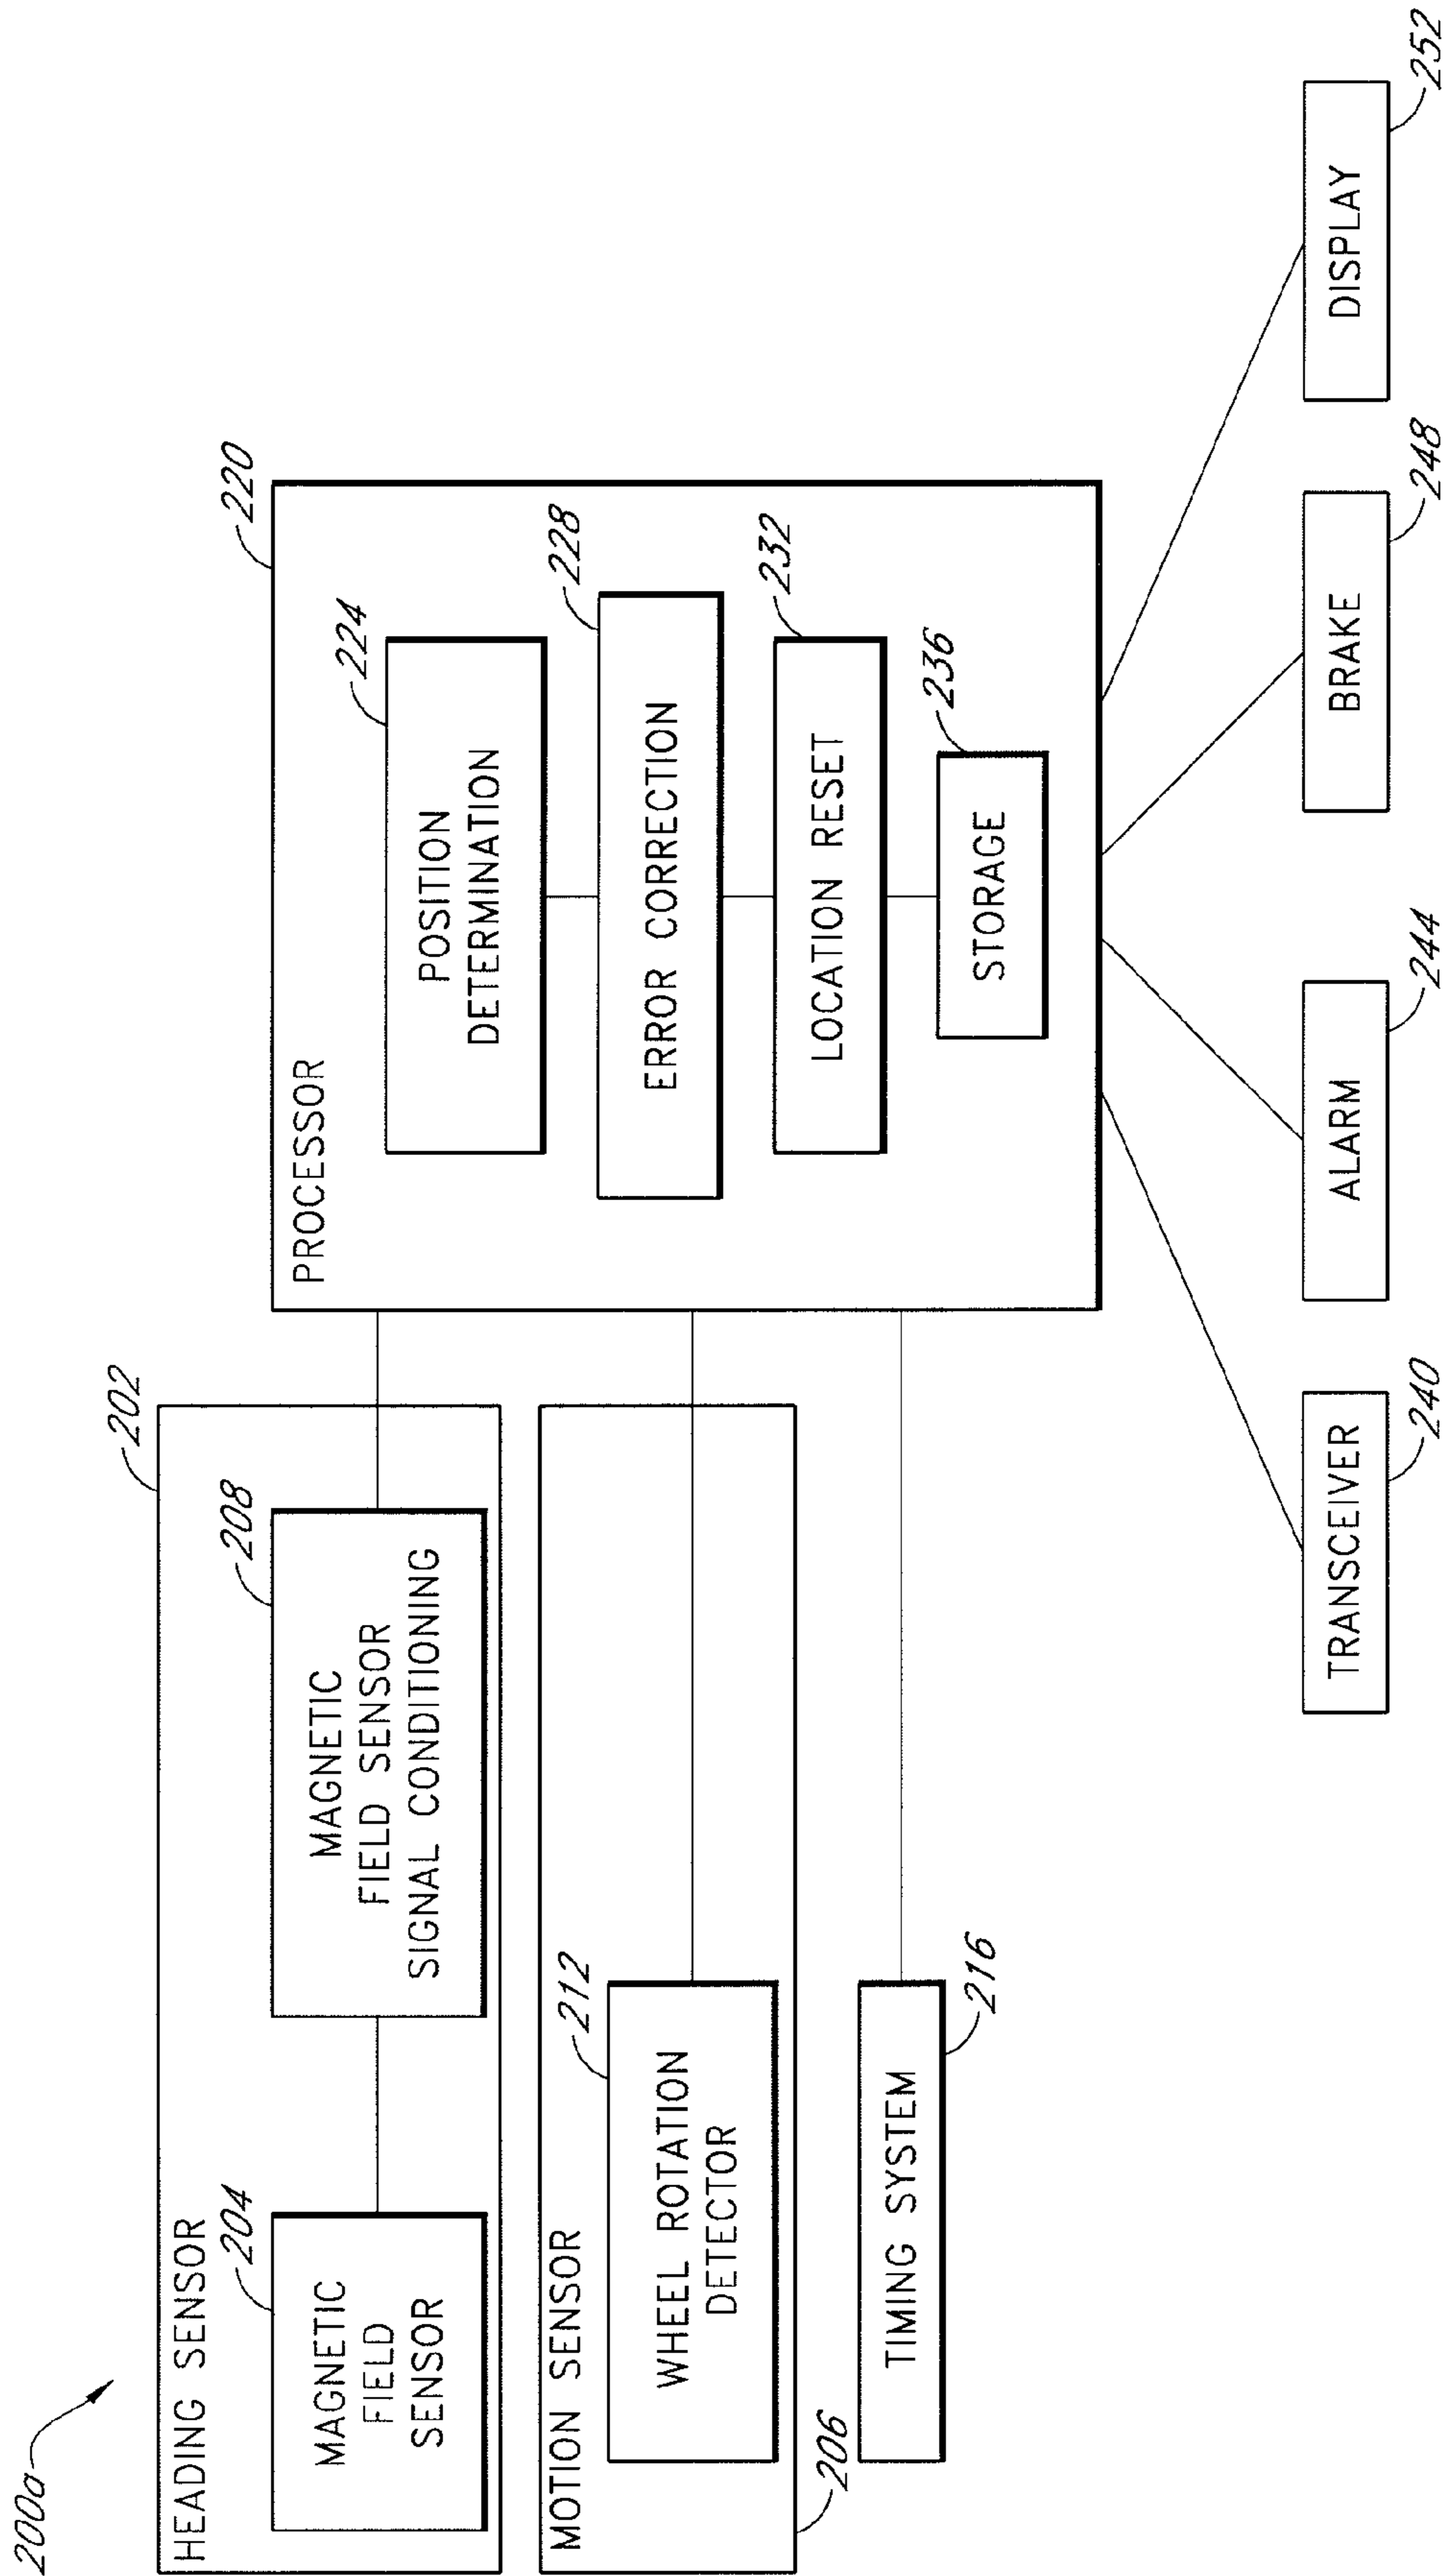 200a
HEADING SENSOR
202
204
MAGNETIC
FIELD
SENSOR
208
MAGNETIC
FIELD SENSOR
SIGNAL CONDITIONING
MOTION SENSOR
206
212
WHEEL ROTATION
DETECTOR
TIMING SYSTEM
216
PROCESSOR
220
224
POSITION
DETERMINATION
228
ERROR CORRECTION
232
LOCATION RESET
236
STORAGE
TRANSCEIVER
240
ALARM
244
BRAKE
248
DISPLAY
252